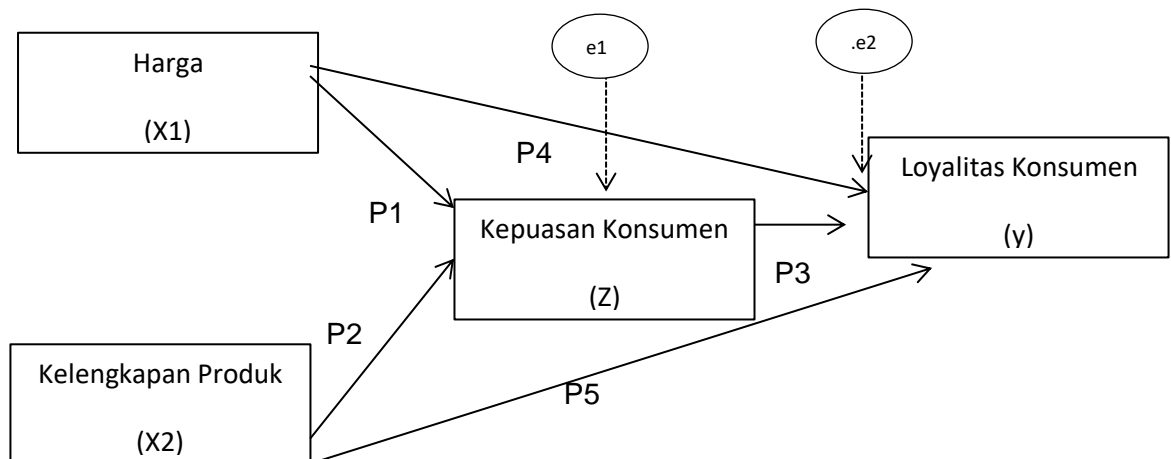 e1
.e2
Harga
(X1)
P4
Loyalitas Konsumen
(y)
P1
Kepuasan Konsumen
(Z)
P3
P2
Kelengkapan Produk
(X2)
P5